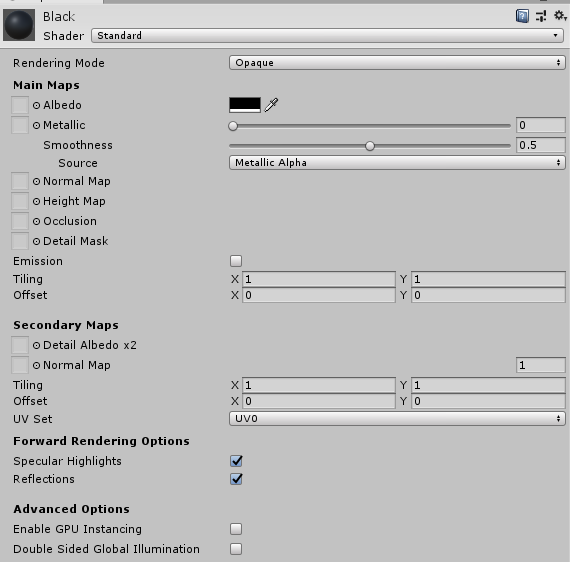 Black
Shader Standard
Rendering Mode Opaque
Main Maps
Albedo
Metallic 0
Smoothness 0.5
Source Metallic Alpha
Normal Map
Height Map
Occlusion
Detail Mask
Emission
Tiling X 1 Y 1
Offset X 0 Y 0
Secondary Maps
Detail Albedo x2
Normal Map 1
Tiling X 1 Y 1
Offset X 0 Y 0
UV Set UV0
Forward Rendering Options
Specular Highlights
Reflections
Advanced Options
Enable GPU Instancing
Double Sided Global Illumination